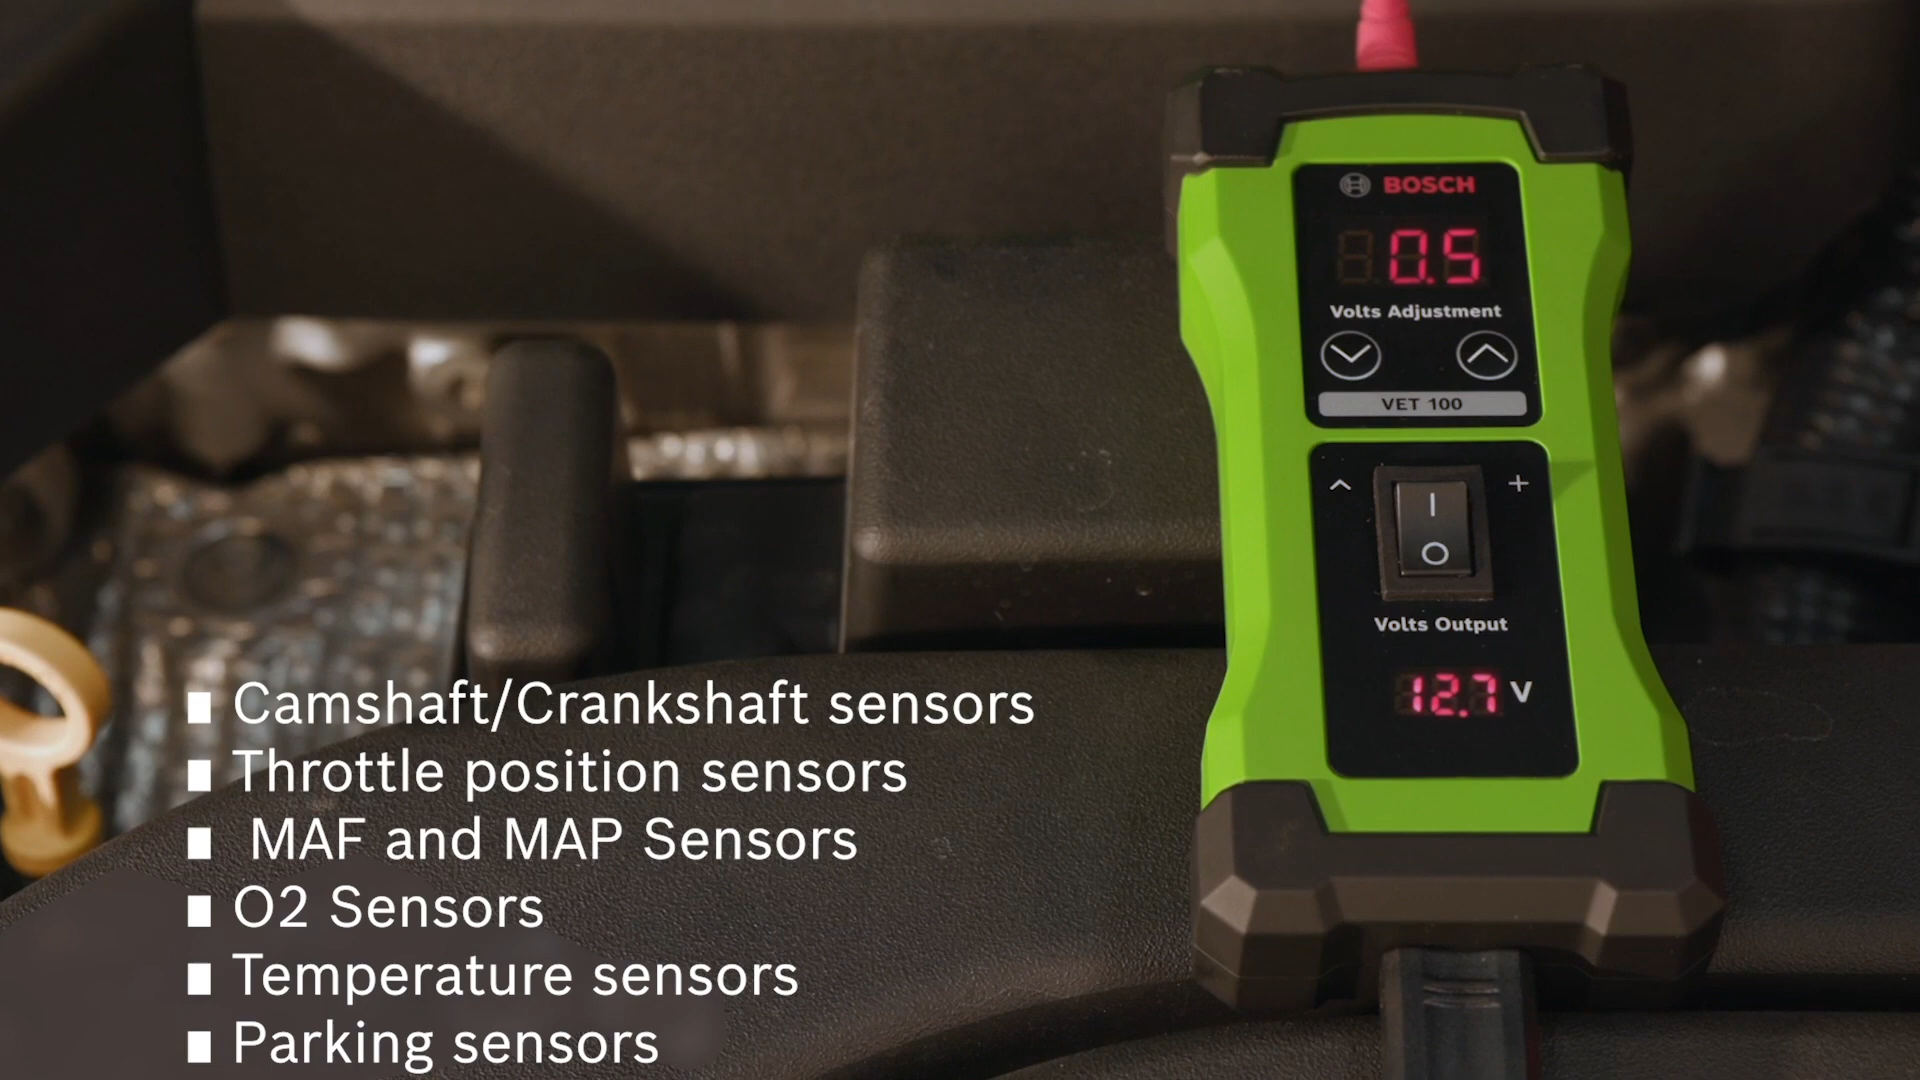 BOSCH
0.5
Volts Adjustment
VET 100
I
O
Volts Output
12.7 V
■ Camshaft/Crankshaft sensors
■ Throttle position sensors
■ MAF and MAP Sensors
■ O2 Sensors
■ Temperature sensors
■ Parking sensors